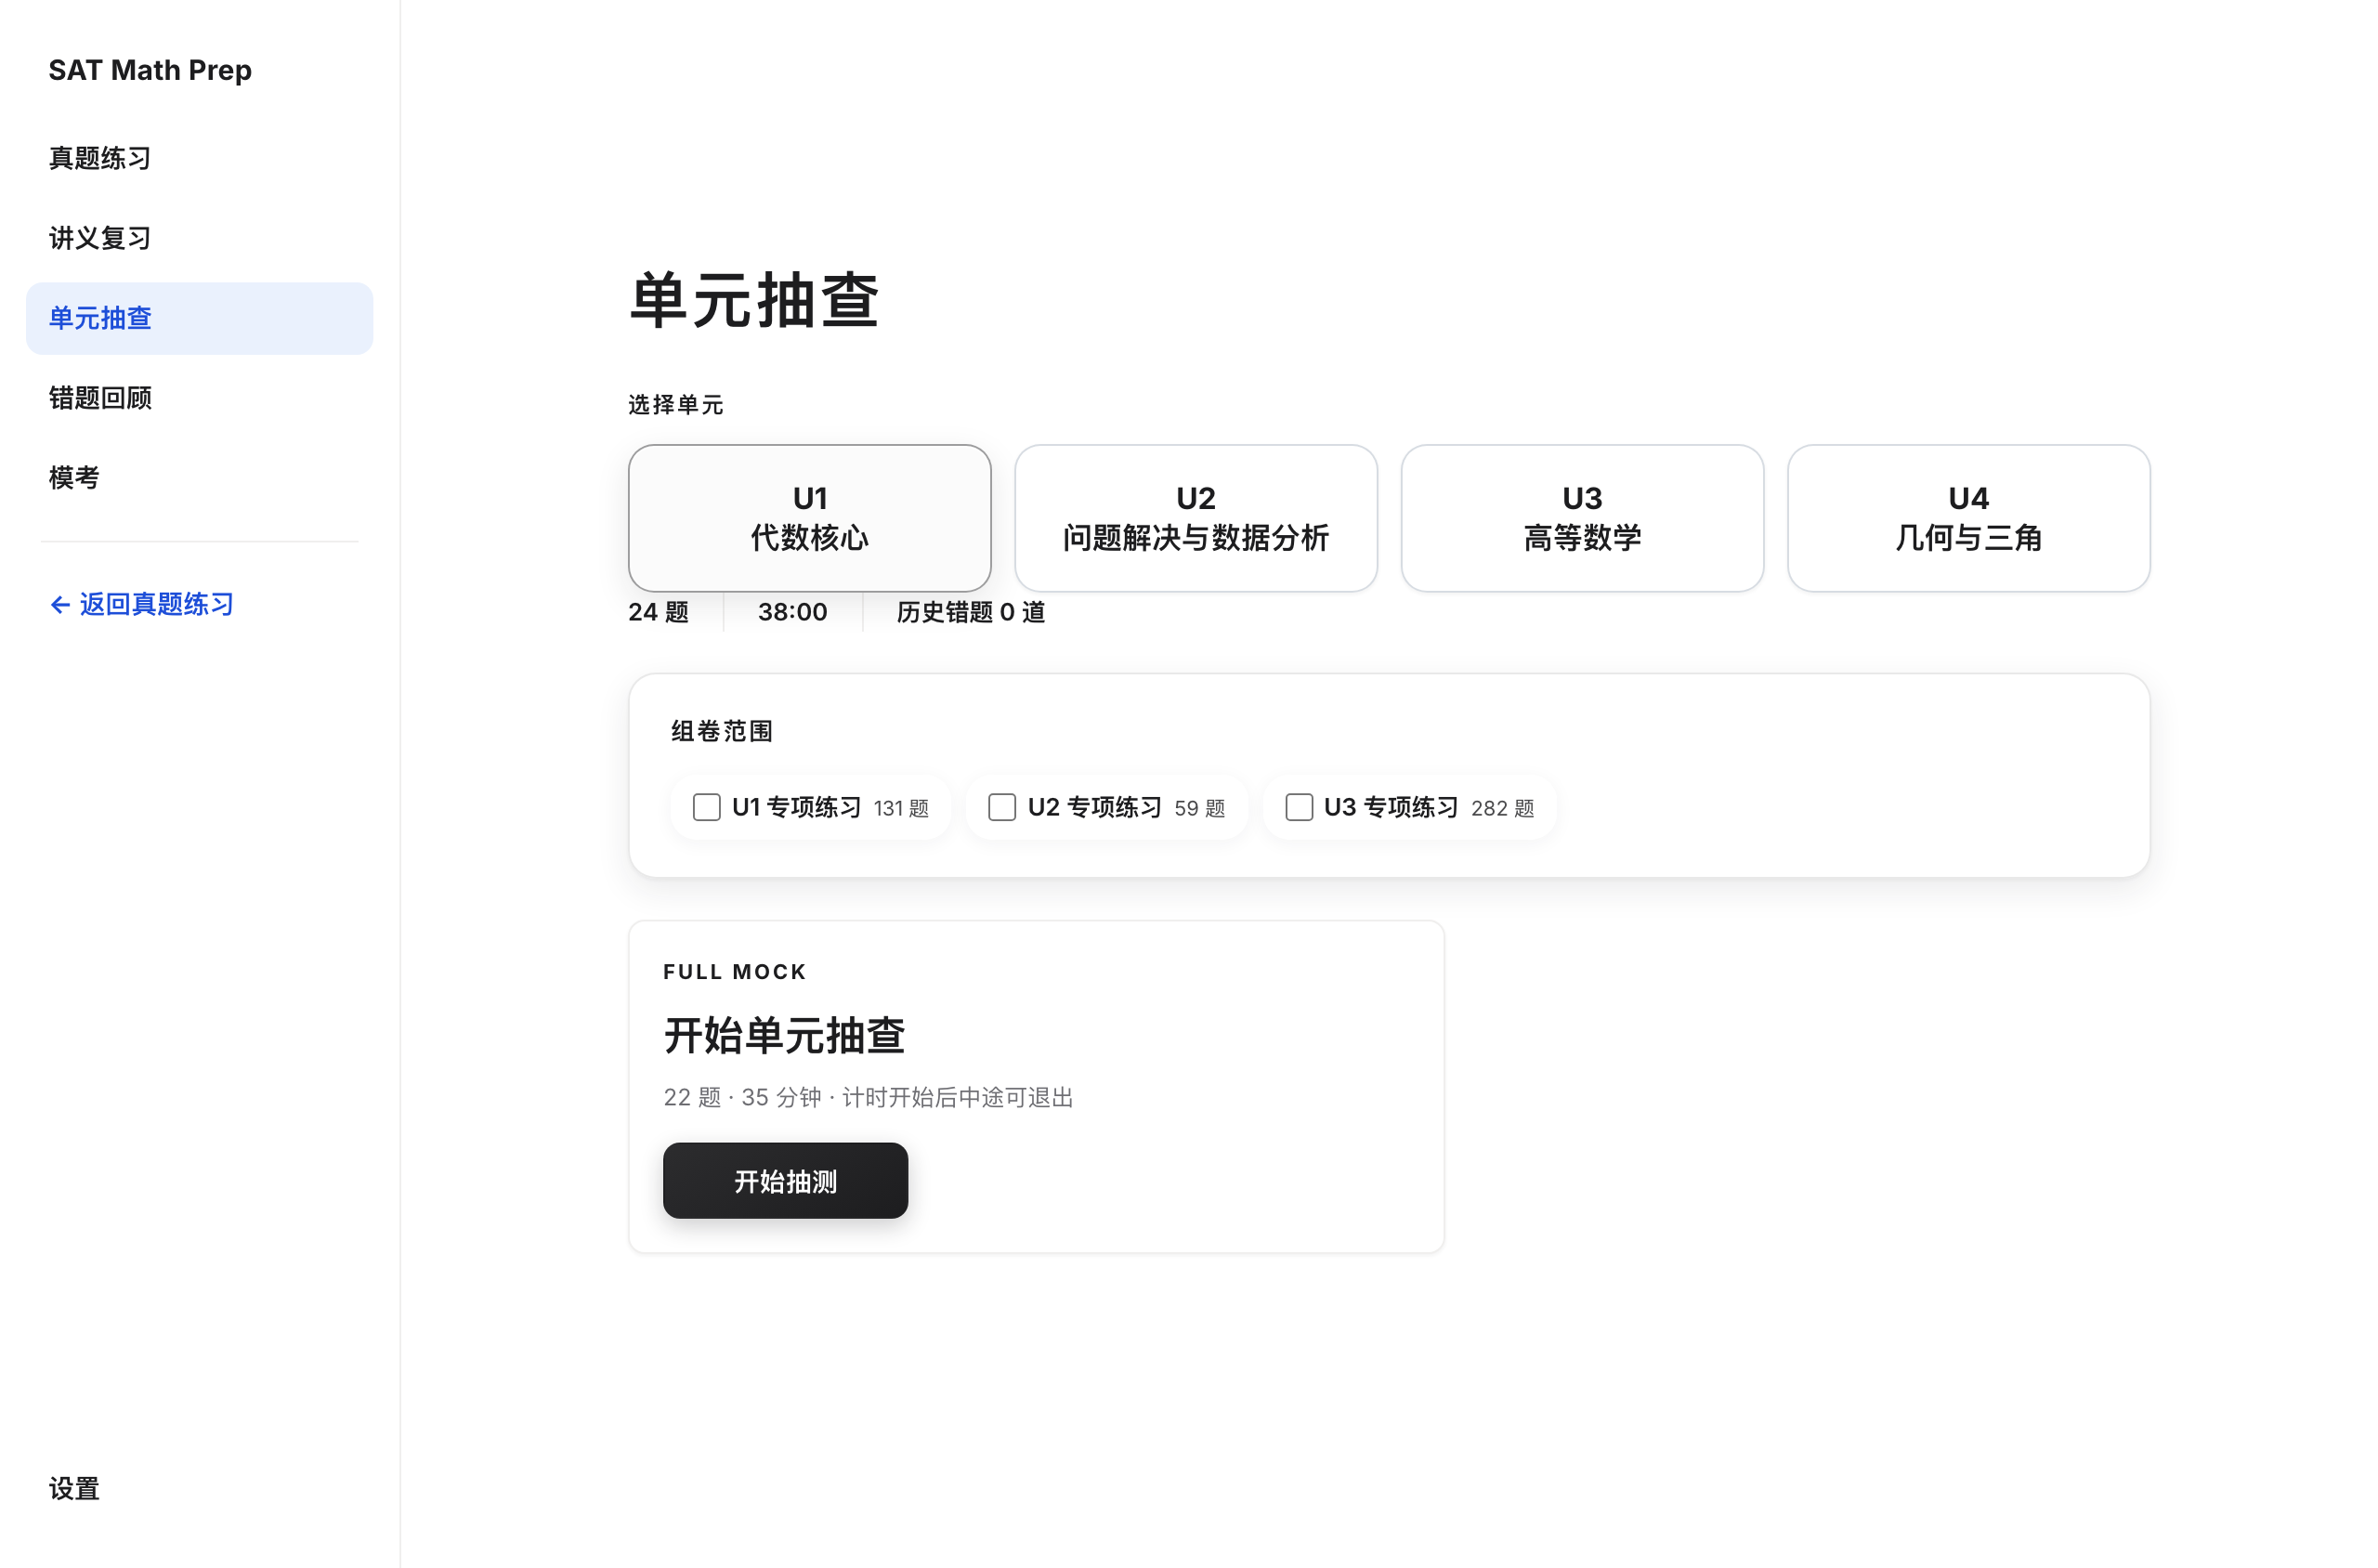 SAT Math Prep
真题练习
讲义复习
单元抽查
错题回顾
模考
← 返回真题练习
设置
单元抽查
选择单元
U1
代数核心
U2
问题解决与数据分析
U3
高等数学
U4
几何与三角
24 题 38:00 历史错题 0 道
组卷范围
U1 专项练习 131 题 U2 专项练习 59 题 U3 专项练习 282 题
FULL MOCK
开始单元抽查
22 题 · 35 分钟 · 计时开始后中途可退出
开始抽测